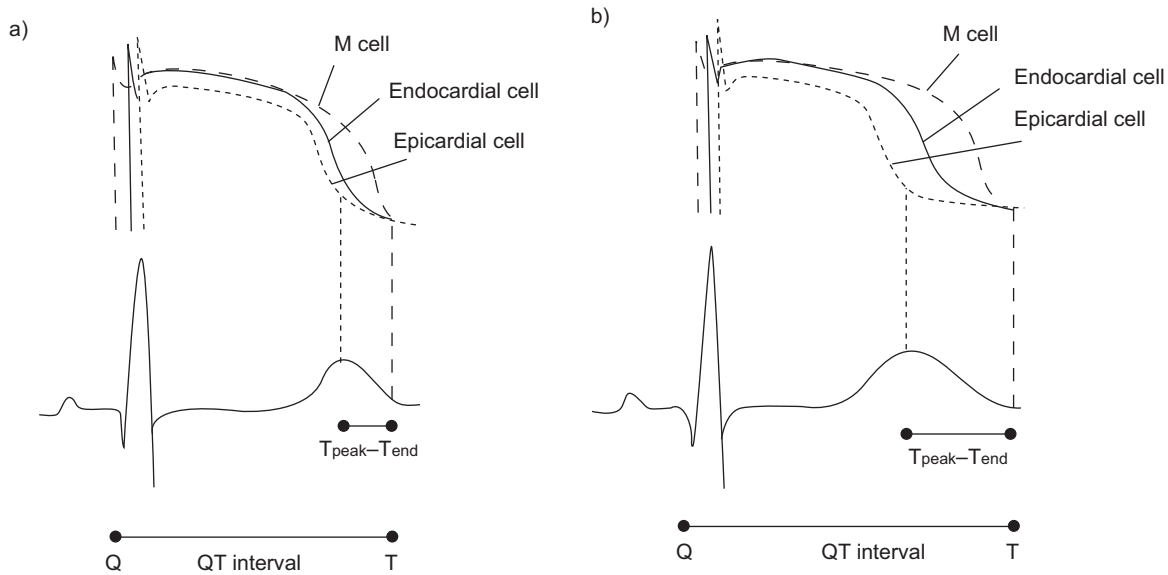 a)
M cell
Endocardial cell
Epicardial cell
Tpeak–Tend
Q QT interval T
b)
M cell
Endocardial cell
Epicardial cell
Tpeak–Tend
Q QT interval T